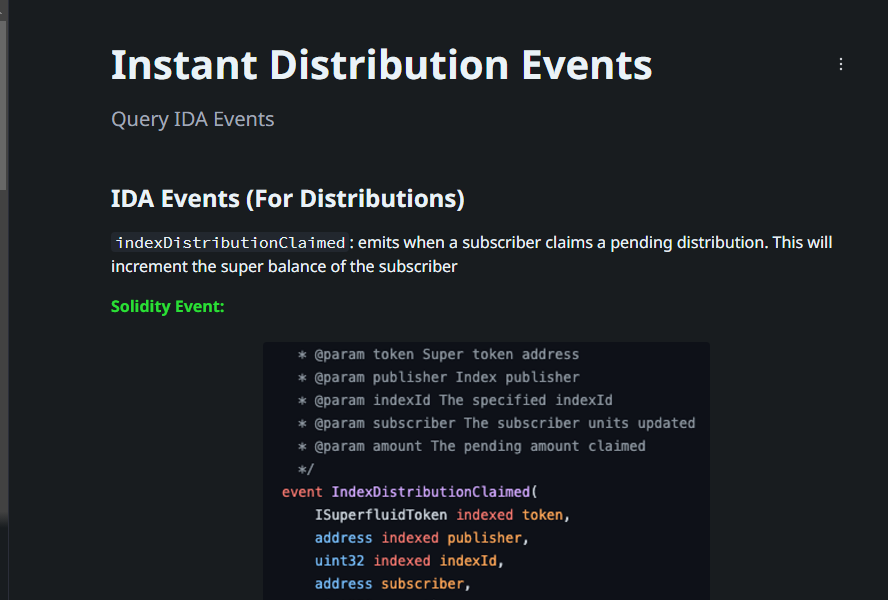 Instant Distribution Events
Query IDA Events
IDA Events (For Distributions)
indexDistributionClaimed: emits when a subscriber claims a pending distribution. This will
increment the super balance of the subscriber
Solidity Event:
* @param token Super token address
* @param publisher Index publisher
* @param indexId The specified indexId
* @param subscriber The subscriber units updated
* @param amount The pending amount claimed
*/
event IndexDistributionClaimed(
ISuperfluidToken indexed token,
address indexed publisher,
uint32 indexed indexId,
address subscriber,